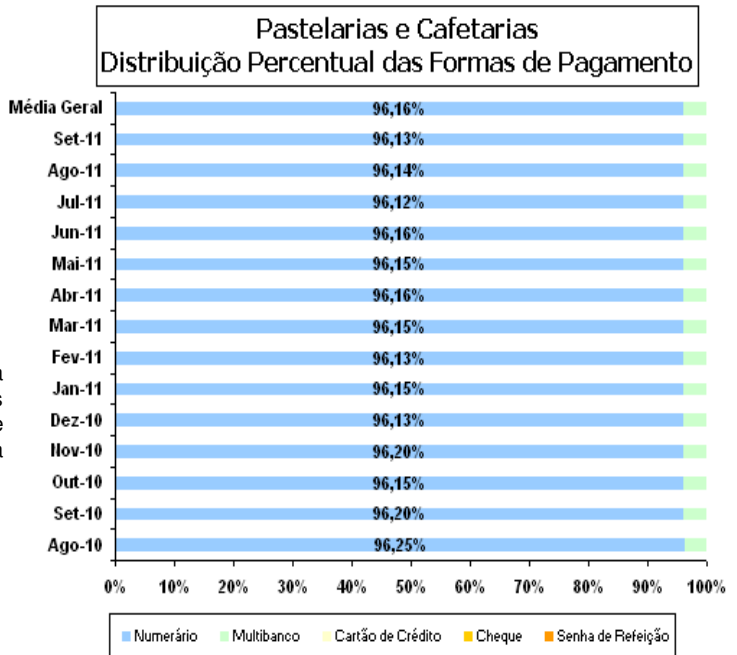 Pastelarias e Cafetarias
Distribuição Percentual das Formas de Pagamento
Média Geral 96,16%
Set-11 96,13%
Ago-11 96,14%
Jul-11 96,12%
Jun-11 96,16%
Mai-11 96,15%
Abr-11 96,16%
Mar-11 96,15%
Fev-11 96,13%
Jan-11 96,15%
Dez-10 96,13%
Nov-10 96,20%
Out-10 96,15%
Set-10 96,20%
Ago-10 96,25%
0% 10% 20% 30% 40% 50% 60% 70% 80% 90% 100%
Numerário Multibanco Cartão de Crédito Cheque Senha de Refeição